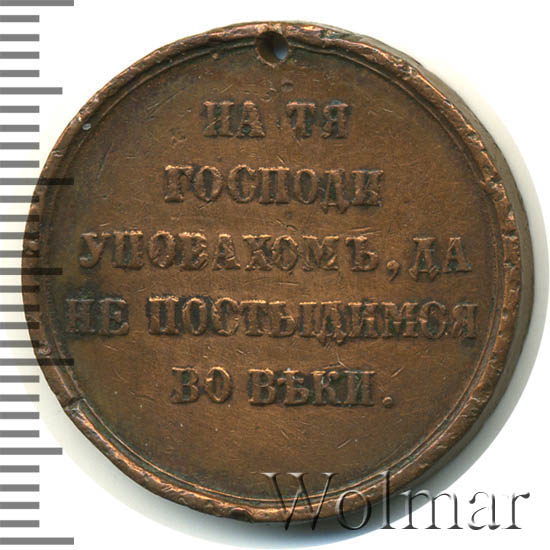 НА ТЯ
ГОСПОДИ
УПОВАХОМЪ, ДА
НЕ ПОСТЫДИМСЯ
ВО ВѢКИ.
Wolmar